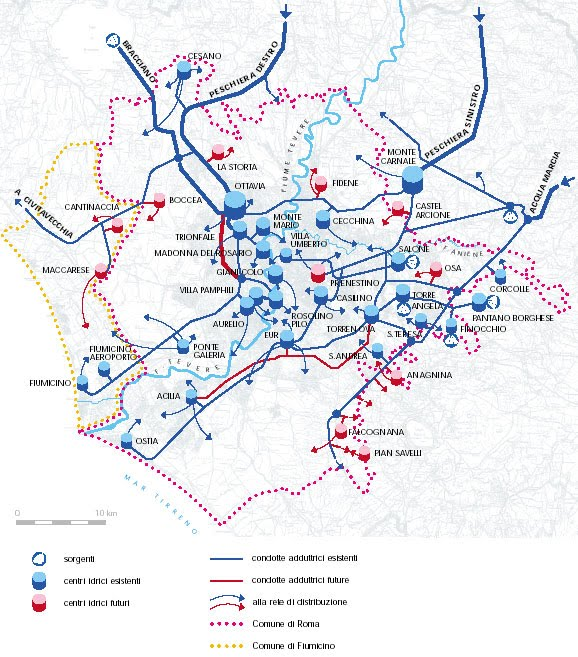 BRACCIANO
CESANO
PESCHIERA DESTRO
PESCHIERA SINISTRO
FIUME TEVERE
MONTE
CARNALE
LA STORTA
ACQUA MARCIA
OTTAVIA
FIDENE
A. CIVITAVECCHIA
CANTINACCIA
BOCCEA
CASTEL
ARCIONE
TRIONFALE
MONTE
MARIO
CECCHINA
VILLA
UMBERTO
MADONNA DEL ROSARIO
SALONE
F. ANIENE
OSA
MACCARESE
GIANICOLO
CORCOLLE
VILLA PAMPHILI
PRENESTINO
CASILINO
TORRE
ANGELA
PANTANO BORGHESE
AURELIO
ROSOLINO
PILO
TORRENOVA
S. TERESA
FINOCCHIO
EUR
FIUMICINO
AEROPORTO
PONTE
GALERIA
S. ANDREA
F. TEVERE
FIUMICINO
ANAGNINA
ACILIA
FALCOGNANA
OSTIA
PIAN SAVELLI
MAR TIRRENO
0 10 km
sorgenti
centri idrici esistenti
centri idrici futuri
condotte adduttrici esistenti
condotte adduttrici future
alla rete di distribuzione
Comune di Roma
Comune di Fiumicino